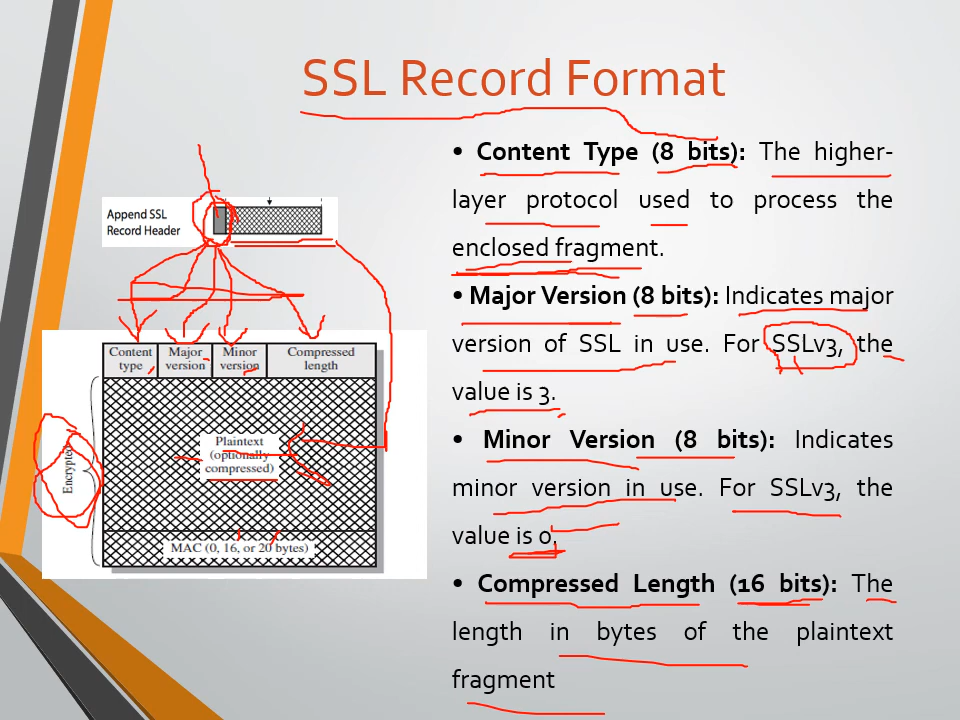 SSL Record Format
• Content Type (8 bits): The higher-
layer protocol used to process the
enclosed fragment.
• Major Version (8 bits): Indicates major
version of SSL in use. For SSLv3, the
value is 3.
• Minor Version (8 bits): Indicates
minor version in use. For SSLv3, the
value is 0.
• Compressed Length (16 bits): The
length in bytes of the plaintext
fragment
Append SSL
Record Header
Content
type
Major
version
Minor
version
Compressed
length
Encrypted
Plaintext
(optionally
compressed)
MAC (0, 16, or 20 bytes)